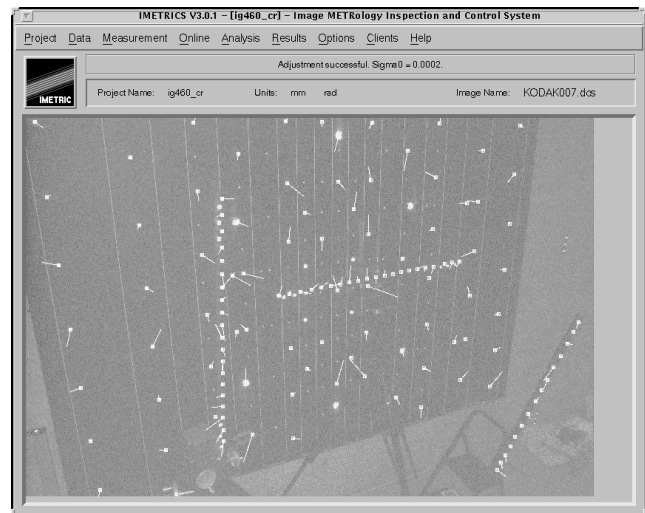 IMETRICS V3.0.1 – [ig460_cr] – Image METRology Inspection and Control System
Project Data Measurement Online Analysis Results Options Clients Help
Adjustment successful. Sigma0 = 0.0002.
IMETRIC
Project Name: ig460_cr Units: mm rad Image Name: KODAK007.dcs